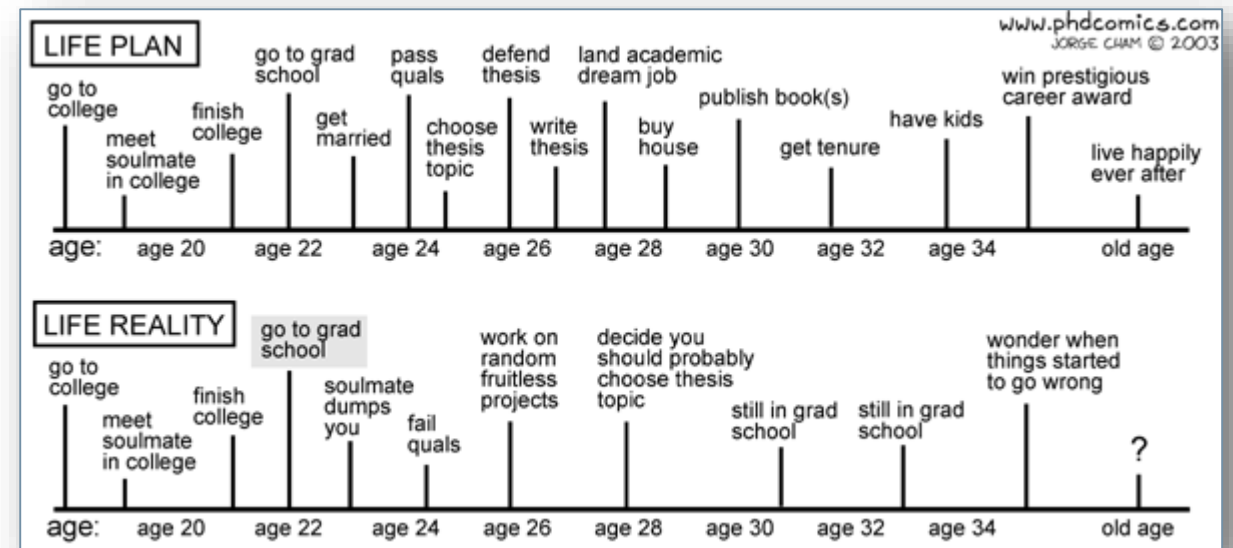 www.phdcomics.com
JORGE CHAM © 2003
LIFE PLAN
go to
college
meet
soulmate
in college
finish
college
go to grad
school
get
married
pass
quals
choose
thesis
topic
defend
thesis
write
thesis
land academic
dream job
buy
house
publish book(s)
get tenure
have kids
win prestigious
career award
live happily
ever after
age: age 20 age 22 age 24 age 26 age 28 age 30 age 32 age 34 old age
LIFE REALITY
go to
college
meet
soulmate
in college
finish
college
go to grad
school
soulmate
dumps
you
fail
quals
work on
random
fruitless
projects
decide you
should probably
choose thesis
topic
still in grad
school
still in grad
school
wonder when
things started
to go wrong
?
age: age 20 age 22 age 24 age 26 age 28 age 30 age 32 age 34 old age